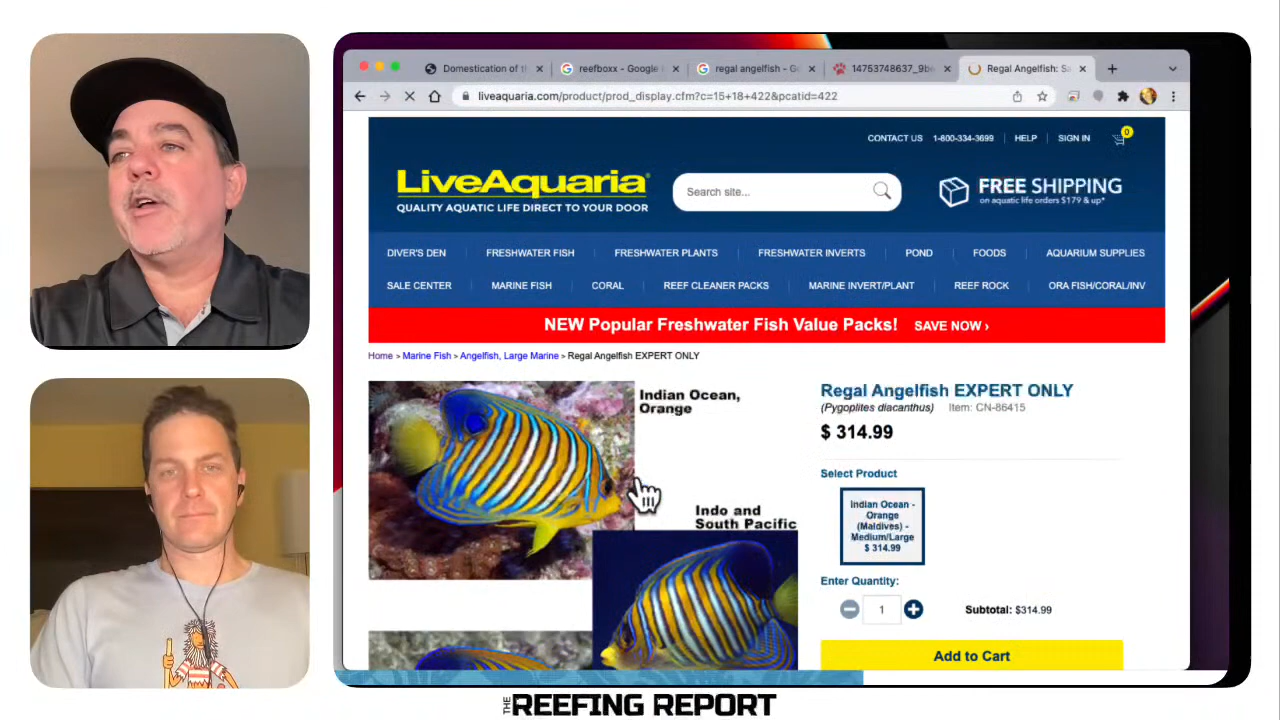 Domestication of t
reefboxx - Google
regal angelfish - G
14753748637_9b
Regal Angelfish: Sa
liveaquaria.com/product/prod_display.cfm?c=15+18+422&pcatid=422
CONTACT US 1-800-334-3699 HELP SIGN IN 0
LiveAquaria®
QUALITY AQUATIC LIFE DIRECT TO YOUR DOOR
Search site...
FREE SHIPPING
on aquatic life orders $179 & up*
DIVER'S DEN FRESHWATER FISH FRESHWATER PLANTS FRESHWATER INVERTS POND FOODS AQUARIUM SUPPLIES
SALE CENTER MARINE FISH CORAL REEF CLEANER PACKS MARINE INVERT/PLANT REEF ROCK ORA FISH/CORAL/INV
NEW Popular Freshwater Fish Value Packs! SAVE NOW ›
Home > Marine Fish > Angelfish, Large Marine > Regal Angelfish EXPERT ONLY
Indian Ocean,
Orange
Indo and
South Pacific
Regal Angelfish EXPERT ONLY
(Pygoplites diacanthus) Item: CN-86415
$ 314.99
Select Product
Indian Ocean -
Orange
(Maldives) -
Medium/Large
$ 314.99
Enter Quantity:
1
Subtotal: $314.99
Add to Cart
THE REEFING REPORT